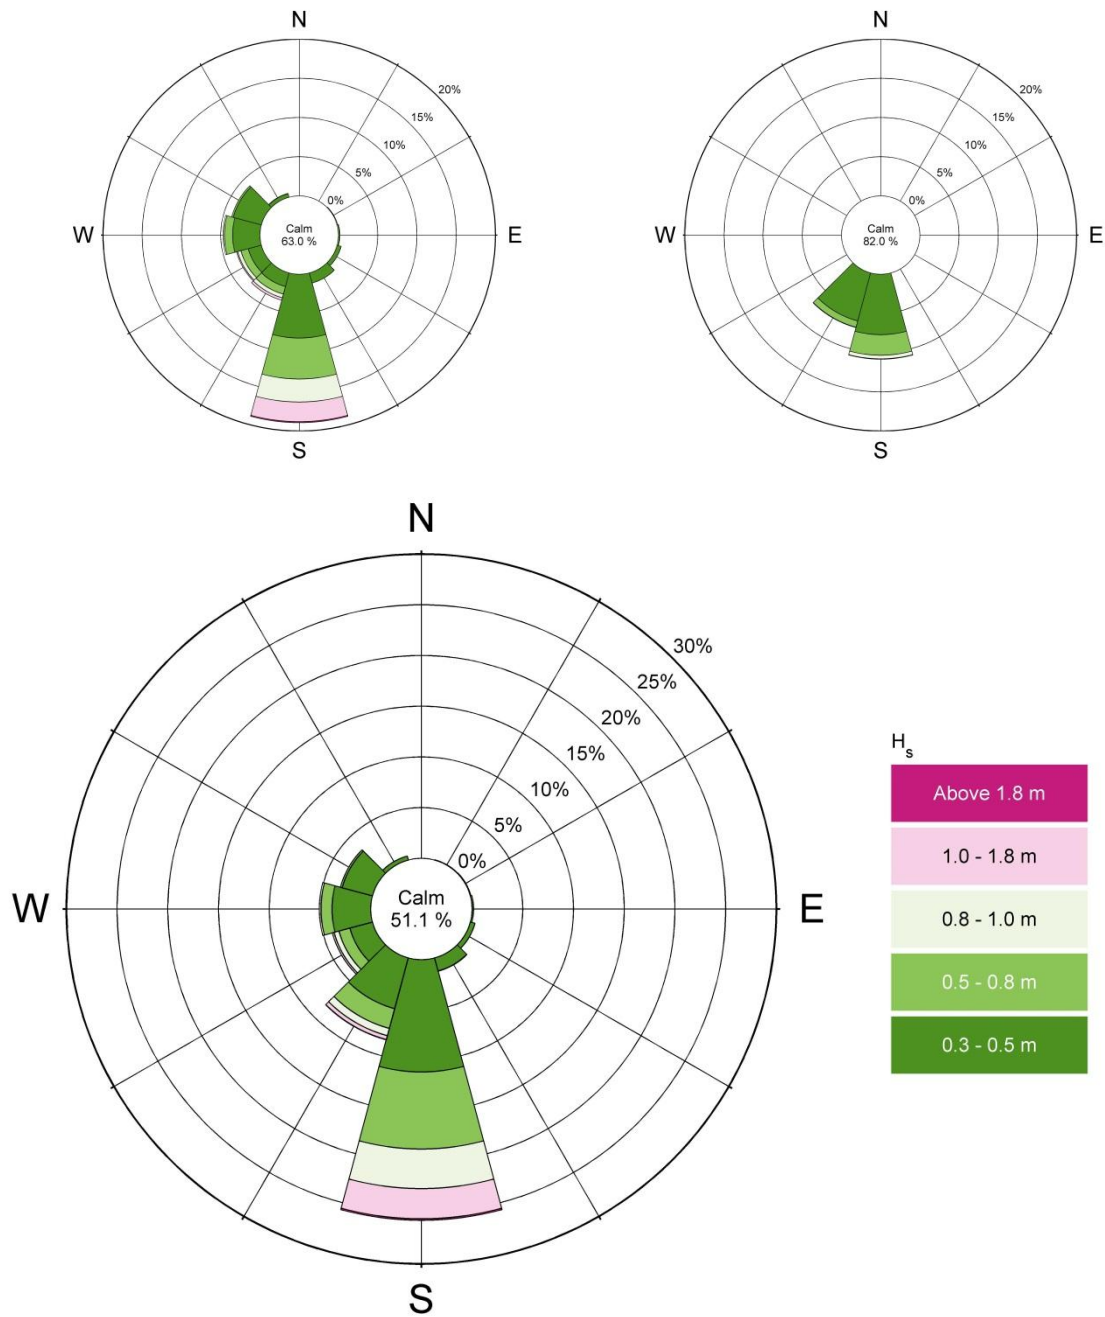 N
20%
15%
10%
5%
0%
Calm
63.0 %
W
E
S
N
20%
15%
10%
5%
0%
Calm
82.0 %
W
E
S
N
30%
25%
20%
15%
10%
5%
0%
Calm
51.1 %
W
E
S
Hs
Above 1.8 m
1.0 - 1.8 m
0.8 - 1.0 m
0.5 - 0.8 m
0.3 - 0.5 m